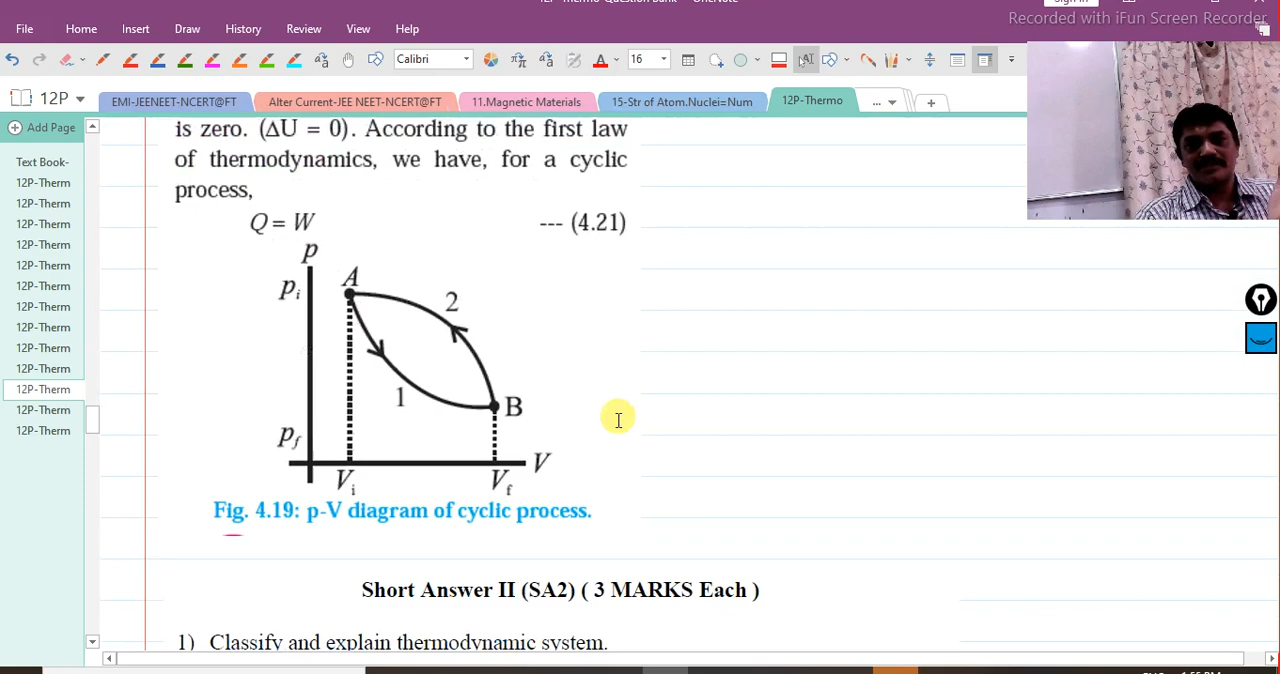 Recorded with iFun Screen Recorder
File Home Insert Draw History Review View Help
Calibri 16
12P EMI-JEENEET-NCERT@FT Alter Current-JEE NEET-NCERT@FT 11.Magnetic Materials 15-Str of Atom.Nuclei=Num 12P-Thermo ...
Add Page
Text Book-
12P-Therm
12P-Therm
12P-Therm
12P-Therm
12P-Therm
12P-Therm
12P-Therm
12P-Therm
12P-Therm
12P-Therm
12P-Therm
12P-Therm
12P-Therm
is zero. (ΔU = 0). According to the first law
of thermodynamics, we have, for a cyclic
process,
Q = W --- (4.21)
p
A
pi
2
1
B
pf
V
Vi Vf
Fig. 4.19: p-V diagram of cyclic process.
Short Answer II (SA2) ( 3 MARKS Each )
1) Classify and explain thermodynamic system.